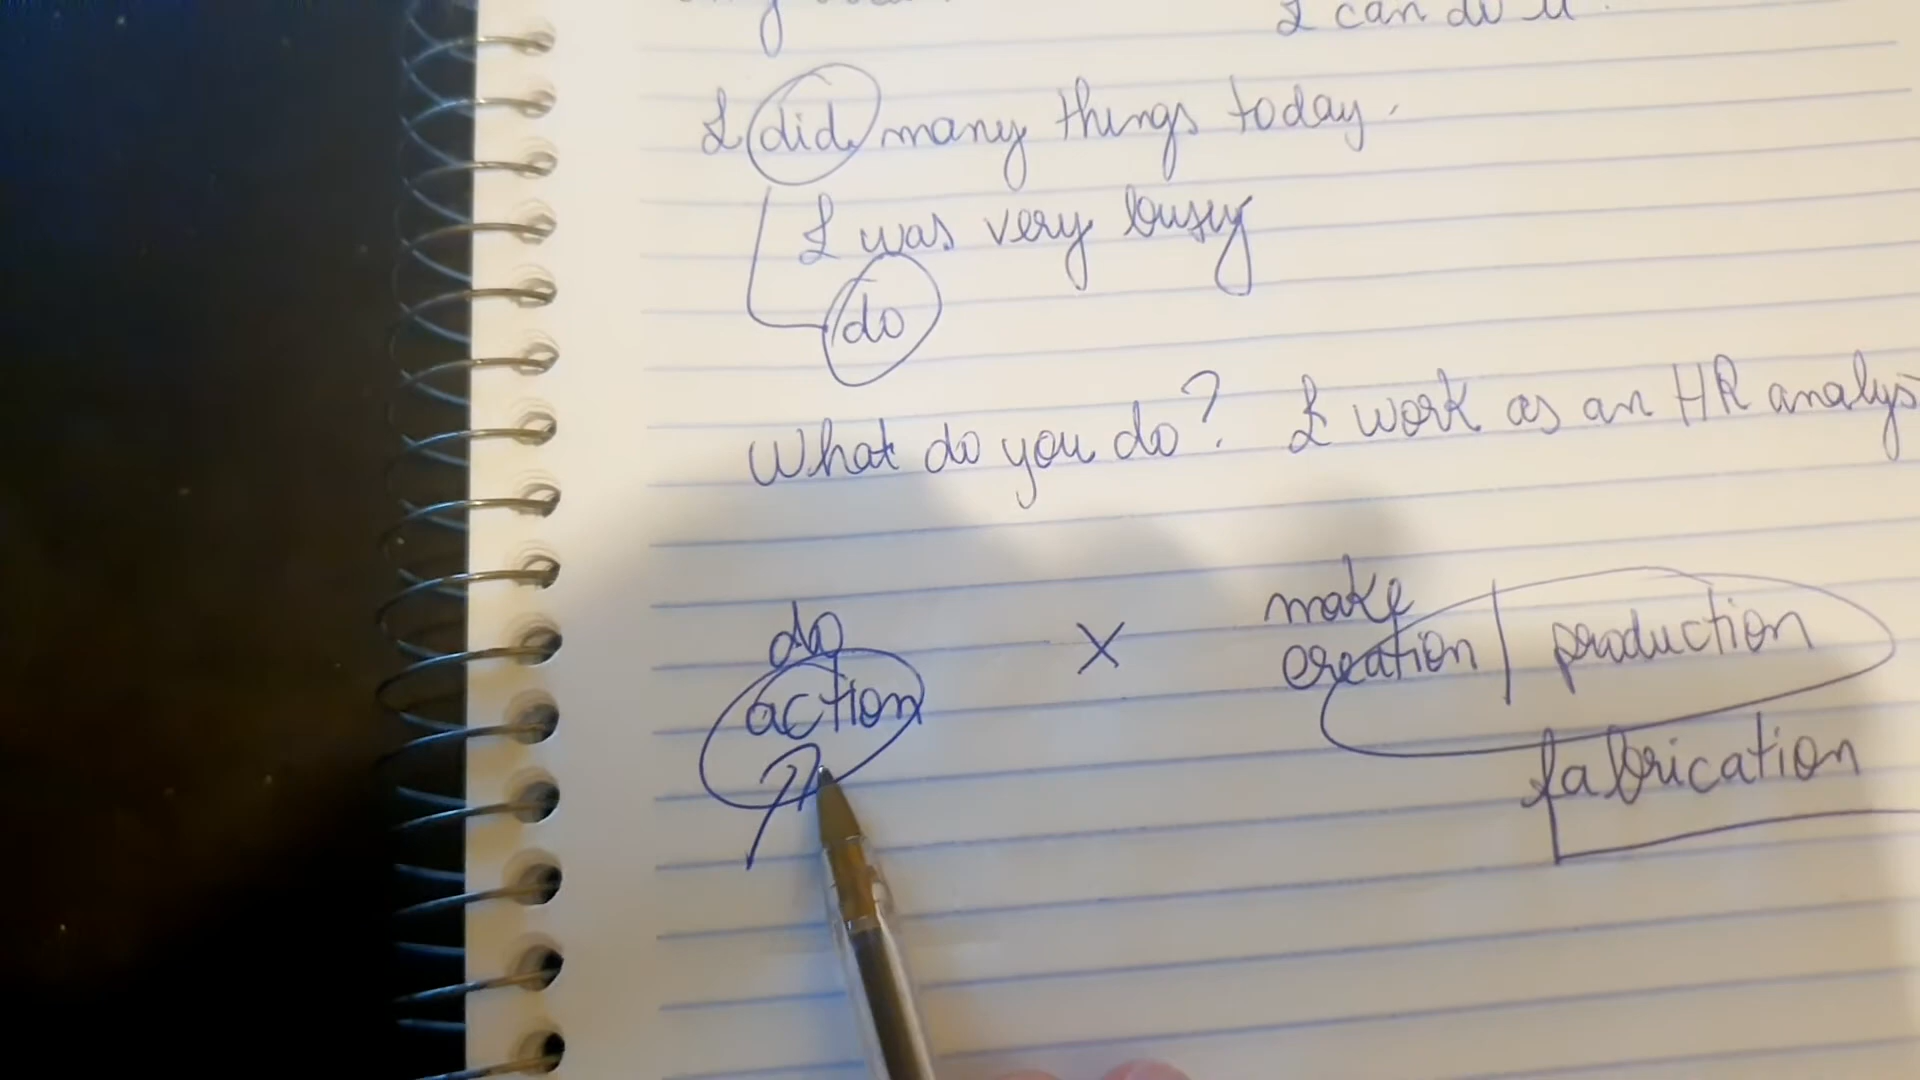 I can do it.
I did many things today.
I was very busy
do
What do you do? I work as an HR analys
do X make
action creation | production
fabrication